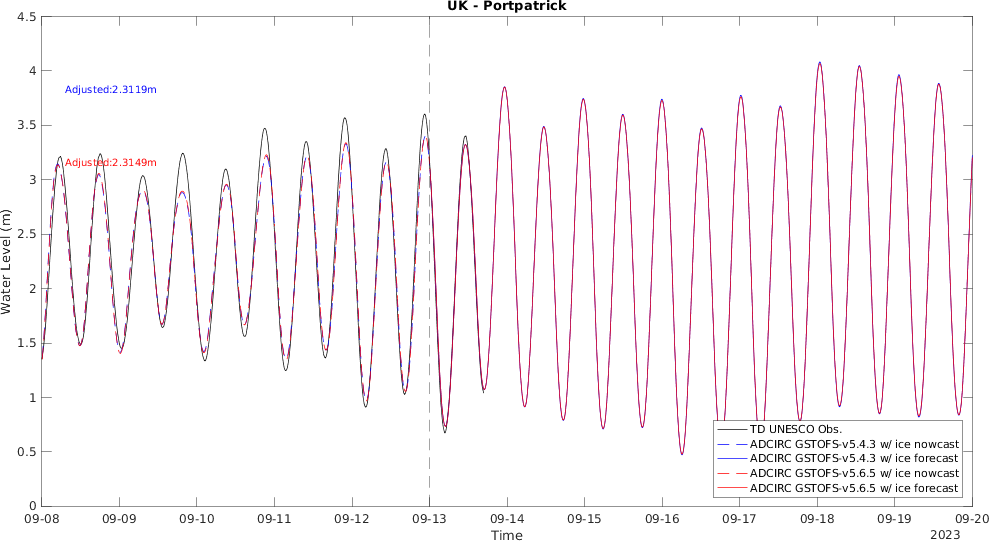 UK - Portpatrick
4.5
4
3.5
3
2.5
2
1.5
1
0.5
0
Water Level (m)
Adjusted:2.3119m
Adjusted:2.3149m
TD UNESCO Obs.
ADCIRC GSTOFS-v5.4.3 w/ ice nowcast
ADCIRC GSTOFS-v5.4.3 w/ ice forecast
ADCIRC GSTOFS-v5.6.5 w/ ice nowcast
ADCIRC GSTOFS-v5.6.5 w/ ice forecast
09-08 09-09 09-10 09-11 09-12 09-13 09-14 09-15 09-16 09-17 09-18 09-19 09-20
Time
2023